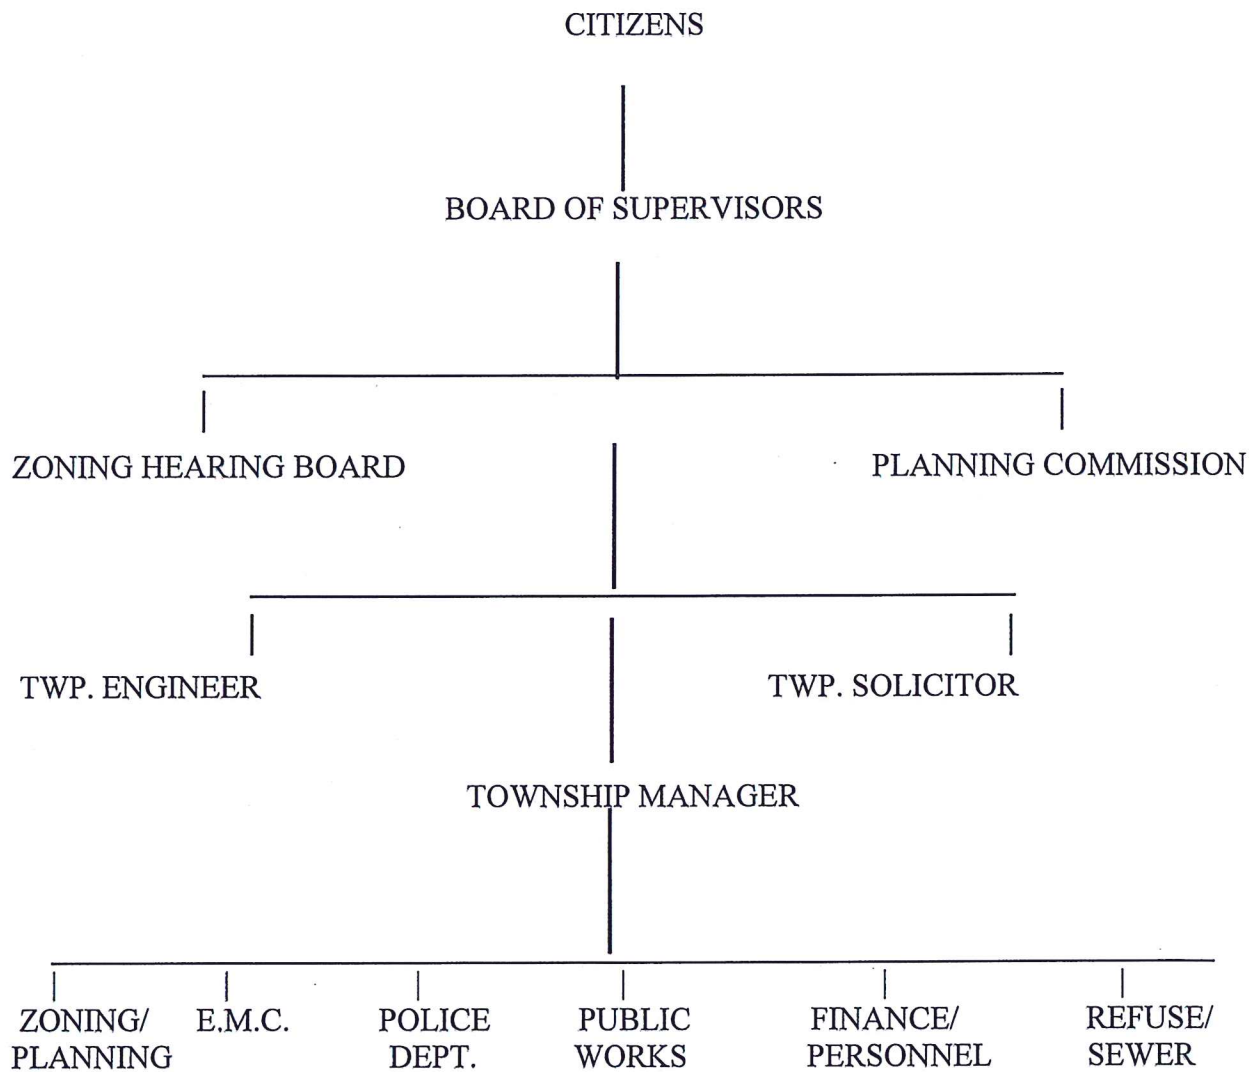 CITIZENS
BOARD OF SUPERVISORS
ZONING HEARING BOARD
PLANNING COMMISSION
TWP. ENGINEER
TWP. SOLICITOR
TOWNSHIP MANAGER
ZONING/
PLANNING
E.M.C.
POLICE
DEPT.
PUBLIC
WORKS
FINANCE/
PERSONNEL
REFUSE/
SEWER